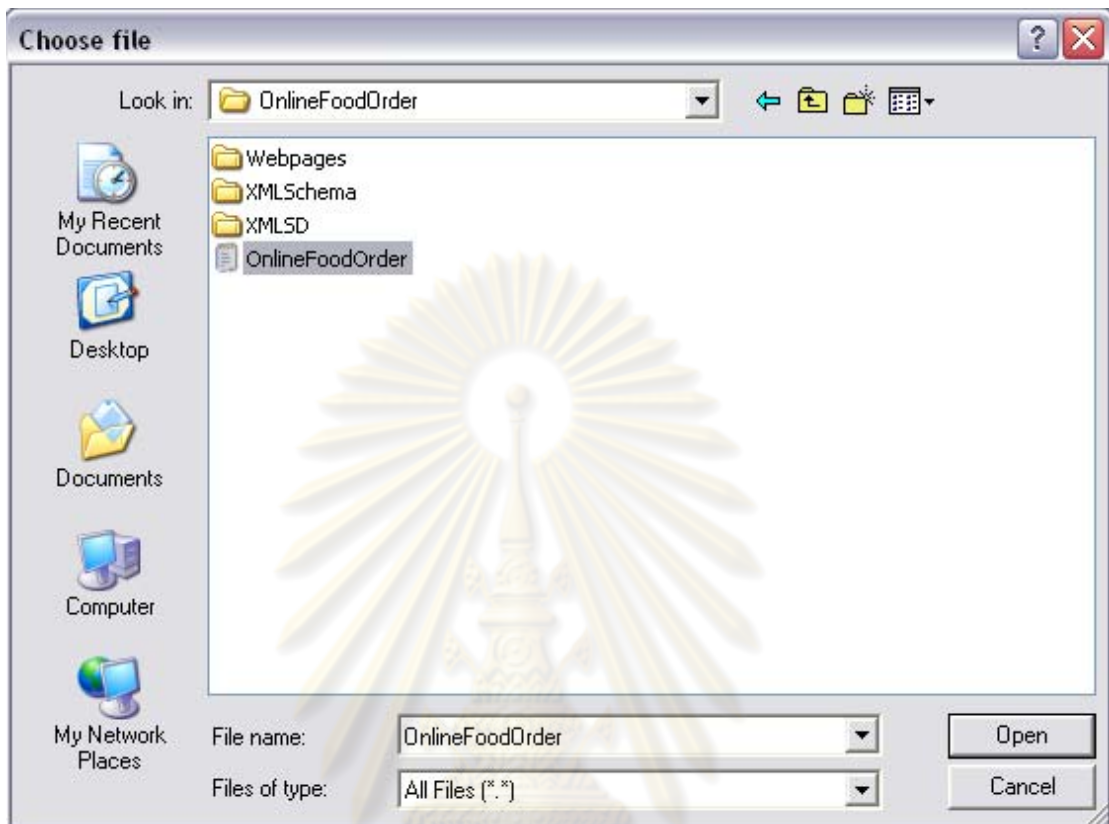 Choose file
Look in: OnlineFoodOrder
Webpages
XMLSchema
XMLSD
OnlineFoodOrder
My Recent
Documents
Desktop
Documents
Computer
My Network
Places
File name: OnlineFoodOrder Open
Files of type: All Files (*.*) Cancel